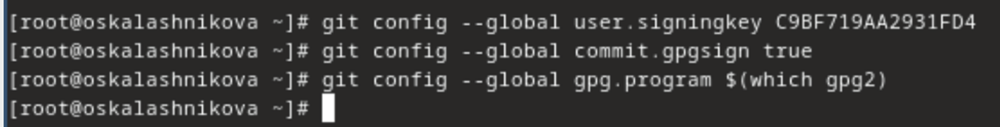 [root@oskalashnikova ~]# git config --global user.signingkey C9BF719AA2931FD4
[root@oskalashnikova ~]# git config --global commit.gpgsign true
[root@oskalashnikova ~]# git config --global gpg.program $(which gpg2)
[root@oskalashnikova ~]#